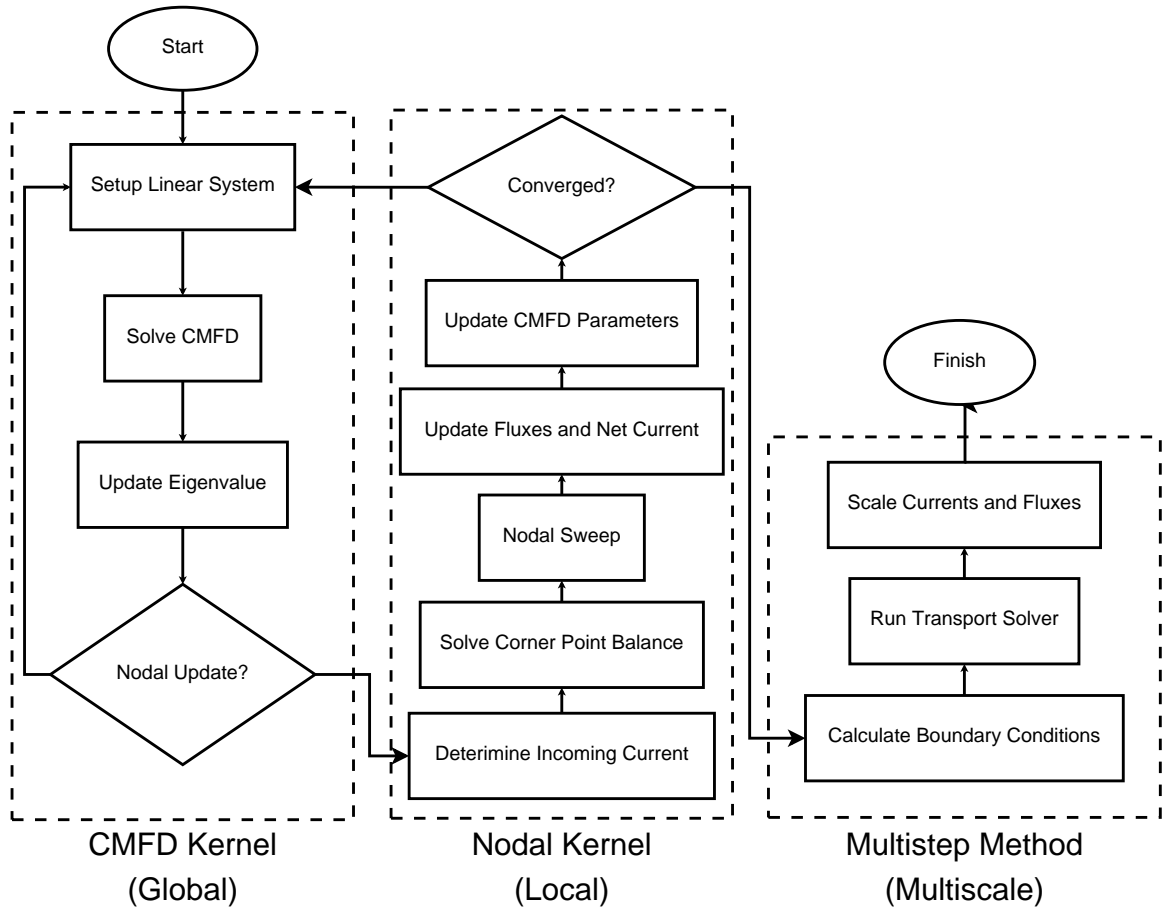 Start
Setup Linear System
Solve CMFD
Update Eigenvalue
Nodal Update?
CMFD Kernel
(Global)
Converged?
Update CMFD Parameters
Update Fluxes and Net Current
Nodal Sweep
Solve Corner Point Balance
Deterimine Incoming Current
Nodal Kernel
(Local)
Finish
Scale Currents and Fluxes
Run Transport Solver
Calculate Boundary Conditions
Multistep Method
(Multiscale)